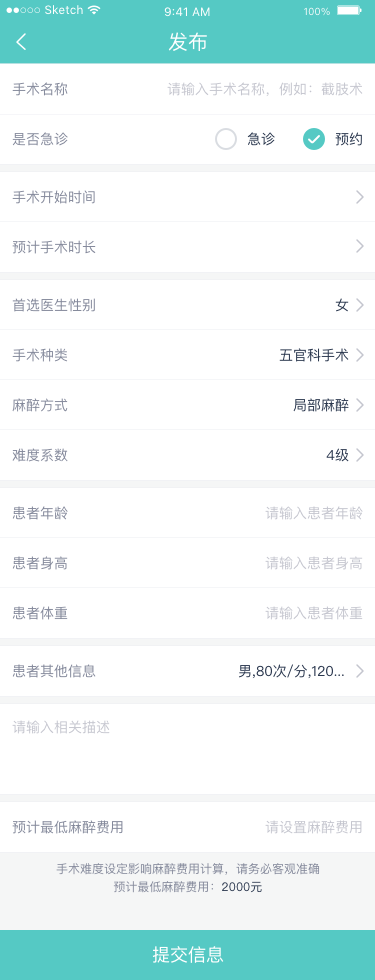 Sketch 9:41 AM 100%
发布
手术名称 请输入手术名称，例如：截肢术
是否急诊 急诊 预约
手术开始时间
预计手术时长
首选医生性别 女
手术种类 五官科手术
麻醉方式 局部麻醉
难度系数 4级
患者年龄 请输入患者年龄
患者身高 请输入患者身高
患者体重 请输入患者体重
患者其他信息 男,80次/分,120...
请输入相关描述
预计最低麻醉费用 请设置麻醉费用
手术难度设定影响麻醉费用计算，请务必客观准确
预计最低麻醉费用：2000元
提交信息